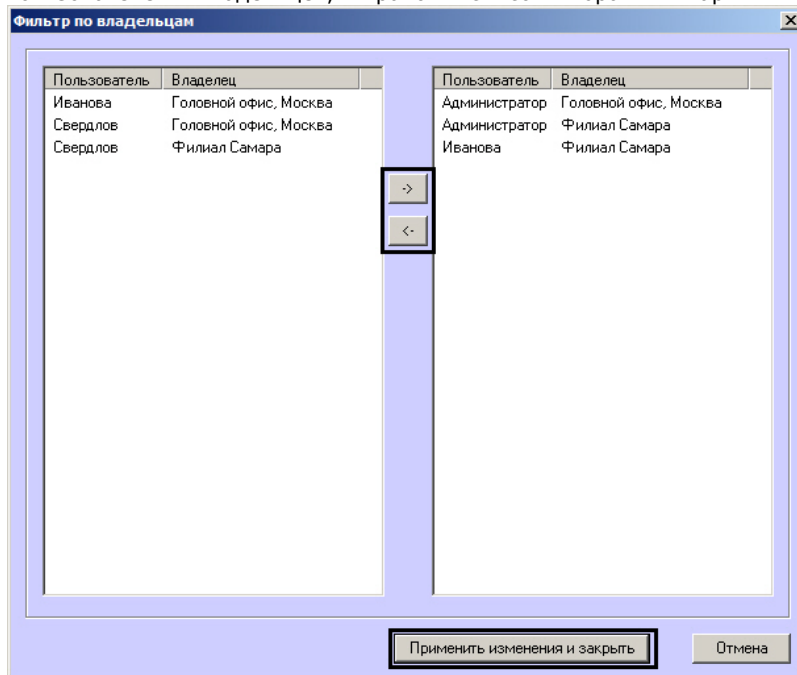 Фильтр по владельцам
Пользователь Владелец
Иванова Головной офис, Москва
Свердлов Головной офис, Москва
Свердлов Филиал Самара
->
<-
Пользователь Владелец
Администратор Головной офис, Москва
Администратор Филиал Самара
Иванова Филиал Самара
Применить изменения и закрыть
Отмена